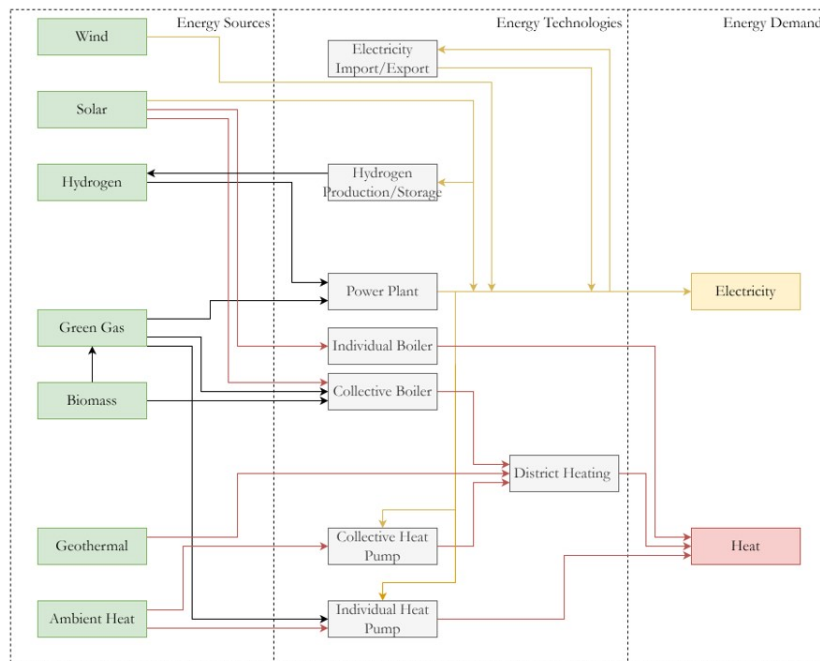 Energy Sources
Energy Technologies
Energy Demand
Wind
Electricity
Import/Export
Solar
Hydrogen
Hydrogen
Production/Storage
Power Plant
Electricity
Green Gas
Individual Boiler
Biomass
Collective Boiler
District Heating
Geothermal
Collective Heat
Pump
Heat
Ambient Heat
Individual Heat
Pump